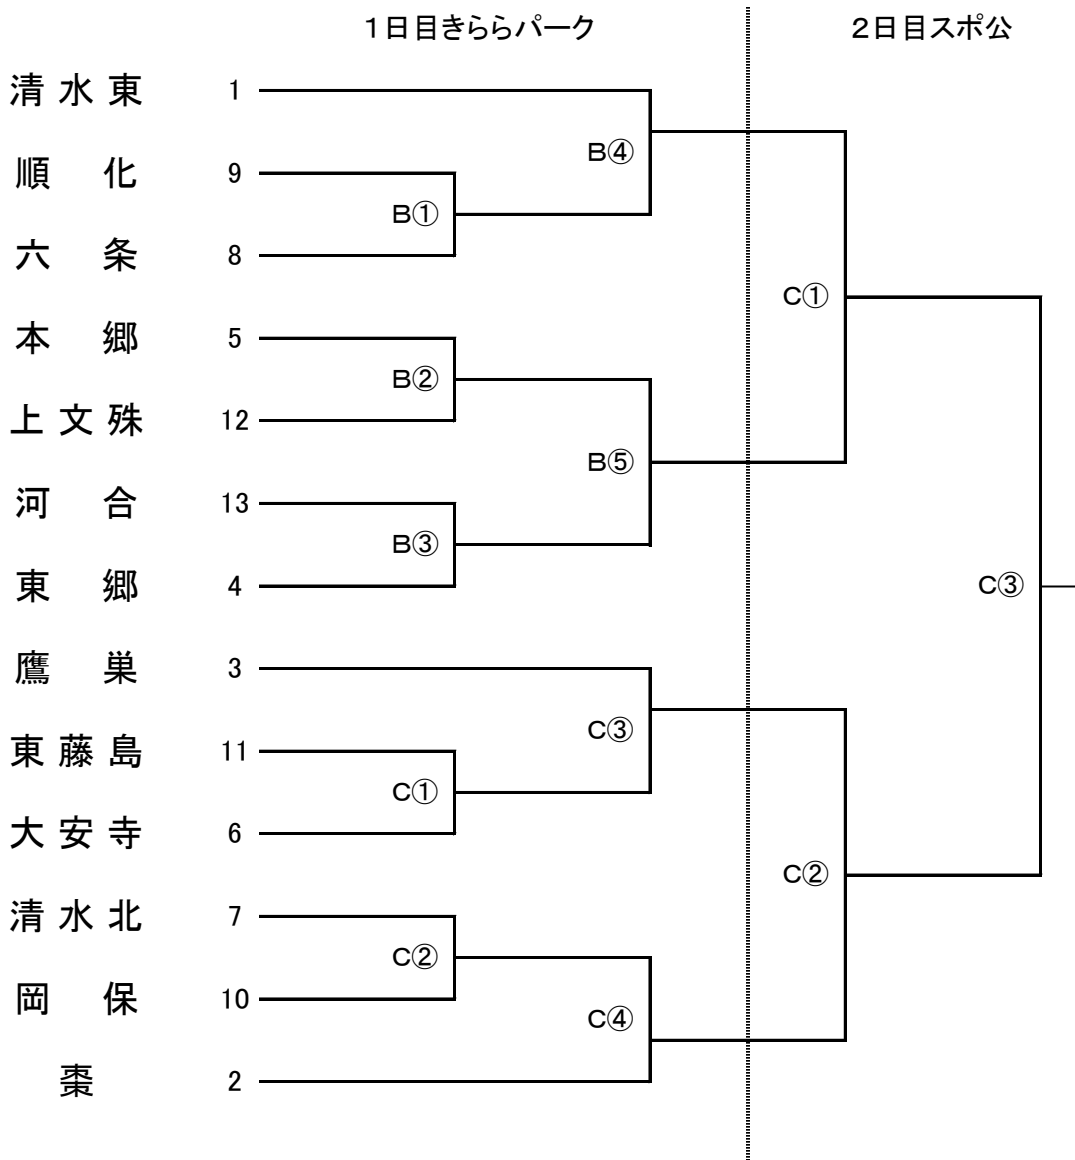 １日目きららパーク　２日目スポ公
清水東　1
B④
順　化　9
B①
六　条　8
C①
本　郷　5
B②
上文殊　12
B⑤
河　合　13
B③
東　郷　4
C③
鷹　巣　3
C③
東藤島　11
C①
大安寺　6
C②
清水北　7
C②
岡　保　10
C④
棗　2